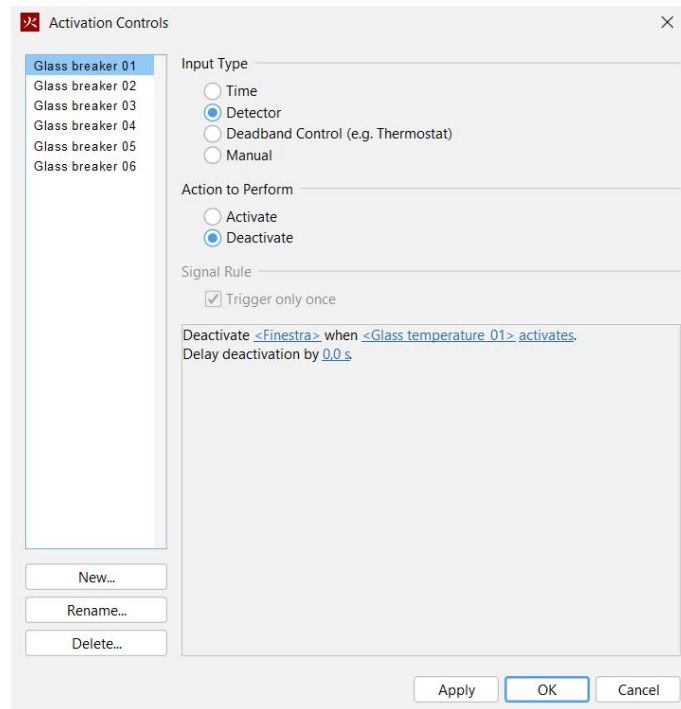 火 Activation Controls
Glass breaker 01
Glass breaker 02
Glass breaker 03
Glass breaker 04
Glass breaker 05
Glass breaker 06
New...
Rename...
Delete...
Input Type
Time
Detector
Deadband Control (e.g. Thermostat)
Manual
Action to Perform
Activate
Deactivate
Signal Rule
Trigger only once
Deactivate <Finestra> when <Glass temperature 01> activates.
Delay deactivation by 0,0 s.
Apply
OK
Cancel